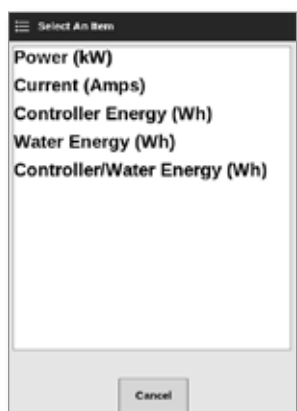 Select An Item
Power (kW)
Current (Amps)
Controller Energy (Wh)
Water Energy (Wh)
Controller/Water Energy (Wh)
Cancel